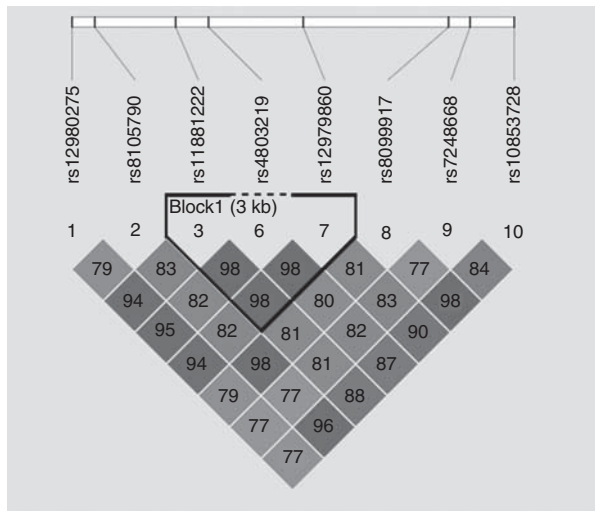 rs12980275
rs8105790
rs11881222
rs4803219
rs12979860
rs8099917
rs7248668
rs10853728
Block1 (3 kb)
1 2 3 6 7 8 9 10
79 83 98 98 81 77 84
94 82 98 80 83 98
95 82 81 82 90
94 98 81 87
79 77 88
77 96
77